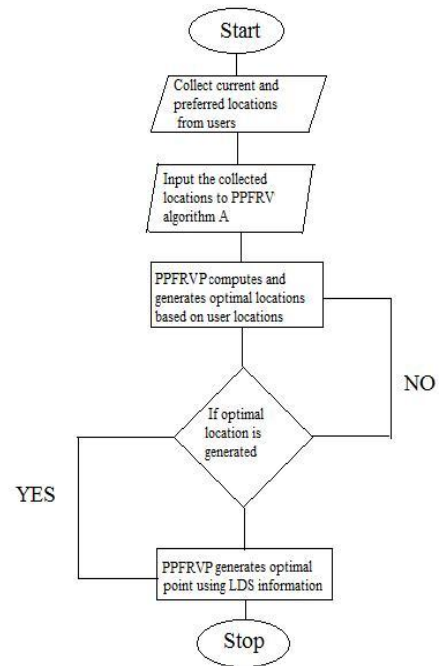 Start
Collect current and
preferred locations
from users
Input the collected
locations to PPFRV
algorithm A
PPFRVP computes and
generates optimal locations
based on user locations
NO
If optimal
location is
generated
YES
PPFRVP generates optimal
point using LDS information
Stop